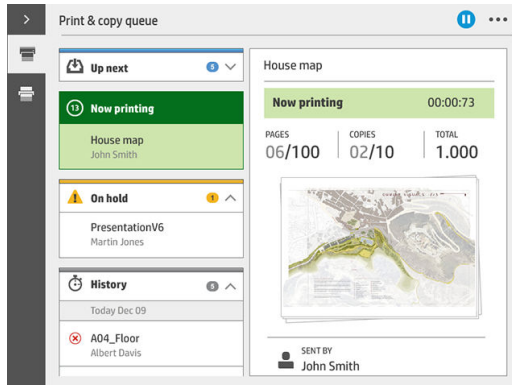 Print & copy queue
Up next
5
13
Now printing
House map
John Smith
On hold
1
PresentationV6
Martin Jones
History
5
Today Dec 09
A04_Floor
Albert Davis
House map
Now printing 00:00:73
PAGES COPIES TOTAL
06/100 02/10 1.000
SENT BY
John Smith